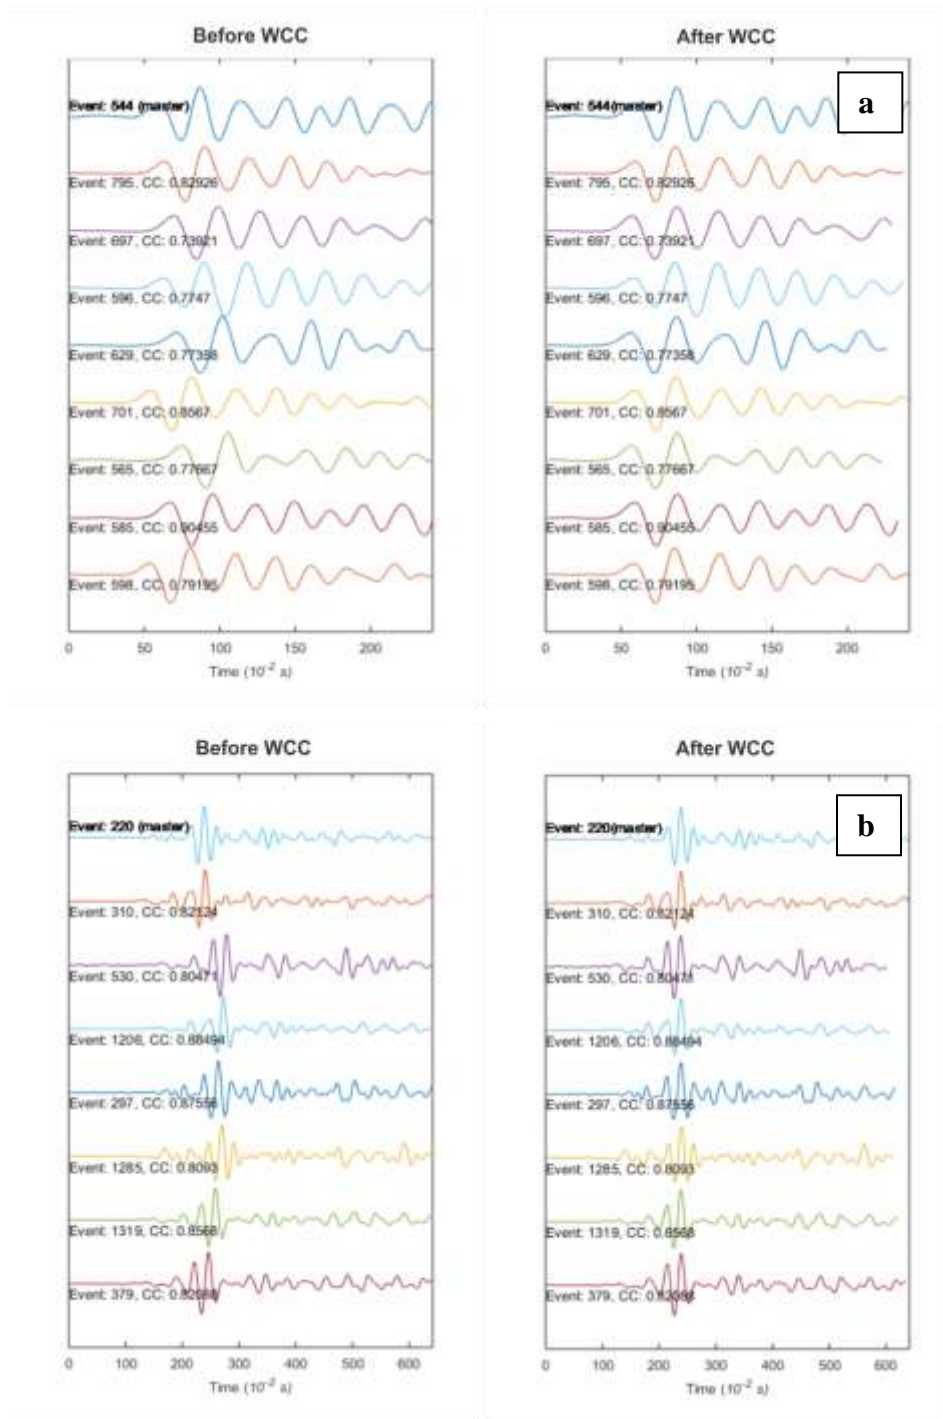 Before WCC
Event: 544 (master)
Event: 795, CC: 0.82926
Event: 697, CC: 0.73921
Event: 596, CC: 0.7747
Event: 629, CC: 0.77358
Event: 701, CC: 0.8567
Event: 565, CC: 0.77667
Event: 585, CC: 0.90455
Event: 598, CC: 0.79195
0 50 100 150 200
Time (10⁻² s)
After WCC
a
Event: 544(master)
Event: 795, CC: 0.82926
Event: 697, CC: 0.73921
Event: 596, CC: 0.7747
Event: 629, CC: 0.77358
Event: 701, CC: 0.8567
Event: 565, CC: 0.77667
Event: 585, CC: 0.90455
Event: 598, CC: 0.79195
0 50 100 150 200
Time (10⁻² s)
Before WCC
Event: 220 (master)
Event: 310, CC: 0.82124
Event: 530, CC: 0.80471
Event: 1206, CC: 0.88494
Event: 297, CC: 0.87556
Event: 1285, CC: 0.8093
Event: 1319, CC: 0.8568
Event: 379, CC:
0 100 200 300 400 500 600
Time (10⁻² s)
After WCC
b
Event: 220(master)
Event: 310, CC: 0.82124
Event: 530, CC: 0.80471
Event: 1206, CC: 0.88494
Event: 297, CC: 0.87556
Event: 1285, CC: 0.8093
Event: 1319, CC: 0.8568
Event: 379, CC:
0 100 200 300 400 500 600
Time (10⁻² s)